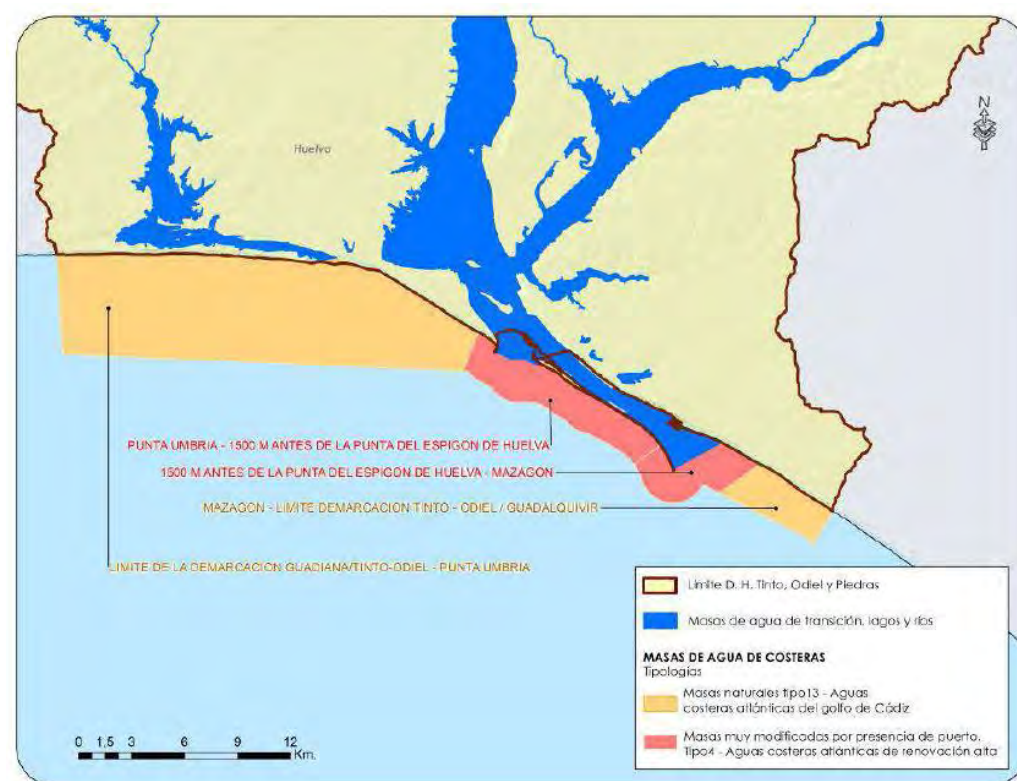 N
Huelva
PUNTA UMBRIA - 1500 M ANTES DE LA PUNTA DEL ESPIGON DE HUELVA
1500 M ANTES DE LA PUNTA DEL ESPIGON DE HUELVA - MAZAGON
MAZAGON - LIMITE DEMARCACION TINTO - ODIEL / GUADALQUIVIR
LIMITE DE LA DEMARCACION GUADIANA/TINTO-ODIEL - PUNTA UMBRIA
Límite D. H. Tinto, Odiel y Piedras
Masas de agua de transición, lagos y ríos
MASAS DE AGUA DE COSTERAS
Tipologías
Masas naturales tipo13 - Aguas
costeras atlánticas del golfo de Cádiz
Masas muy modificadas por presencia de puerto.
Tipo4 - Aguas costeras atlánticas de renovación alta
0 1,5 3 6 9 12
Km.